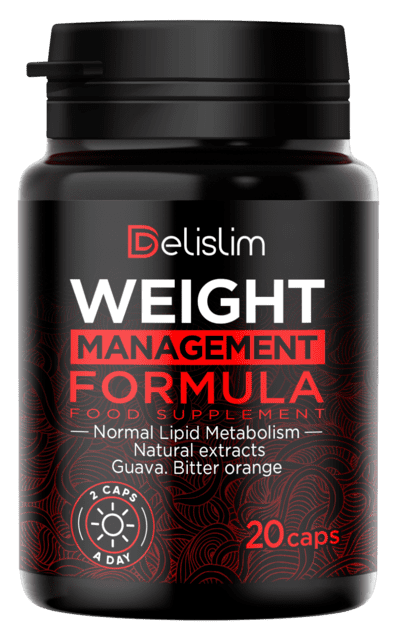 Delislim
WEIGHT
MANAGEMENT
FORMULA
FOOD SUPPLEMENT
Normal Lipid Metabolism
Natural extracts
Guava. Bitter orange
2 CAPS
A DAY
20 caps